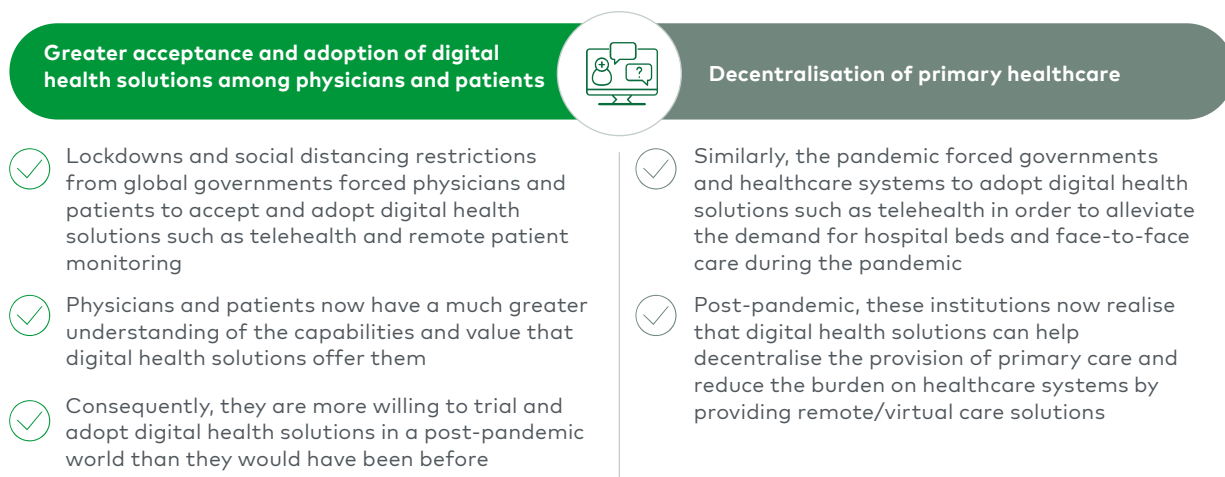 Greater acceptance and adoption of digital
health solutions among physicians and patients
?
Decentralisation of primary healthcare
Lockdowns and social distancing restrictions
from global governments forced physicians and
patients to accept and adopt digital health
solutions such as telehealth and remote patient
monitoring
Physicians and patients now have a much greater
understanding of the capabilities and value that
digital health solutions offer them
Consequently, they are more willing to trial and
adopt digital health solutions in a post-pandemic
world than they would have been before
Similarly, the pandemic forced governments
and healthcare systems to adopt digital health
solutions such as telehealth in order to alleviate
the demand for hospital beds and face-to-face
care during the pandemic
Post-pandemic, these institutions now realise
that digital health solutions can help
decentralise the provision of primary care and
reduce the burden on healthcare systems by
providing remote/virtual care solutions